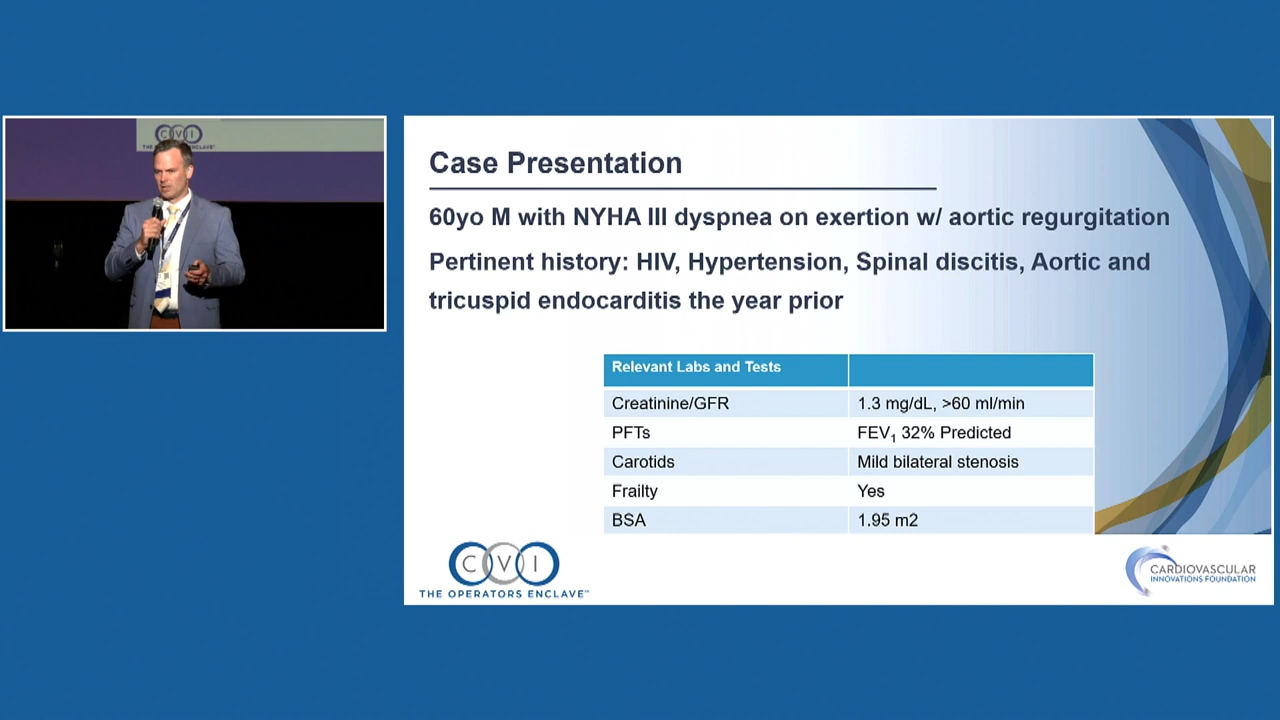 CVI
THE ENCLAVE
Case Presentation
60yo M with NYHA III dyspnea on exertion w/ aortic regurgitation
Pertinent history: HIV, Hypertension, Spinal discitis, Aortic and
tricuspid endocarditis the year prior
Relevant Labs and Tests
Creatinine/GFR 1.3 mg/dL, >60 ml/min
PFTs FEV1 32% Predicted
Carotids Mild bilateral stenosis
Frailty Yes
BSA 1.95 m2
CVI
THE OPERATORS ENCLAVE™
CARDIOVASCULAR
INNOVATIONS FOUNDATION